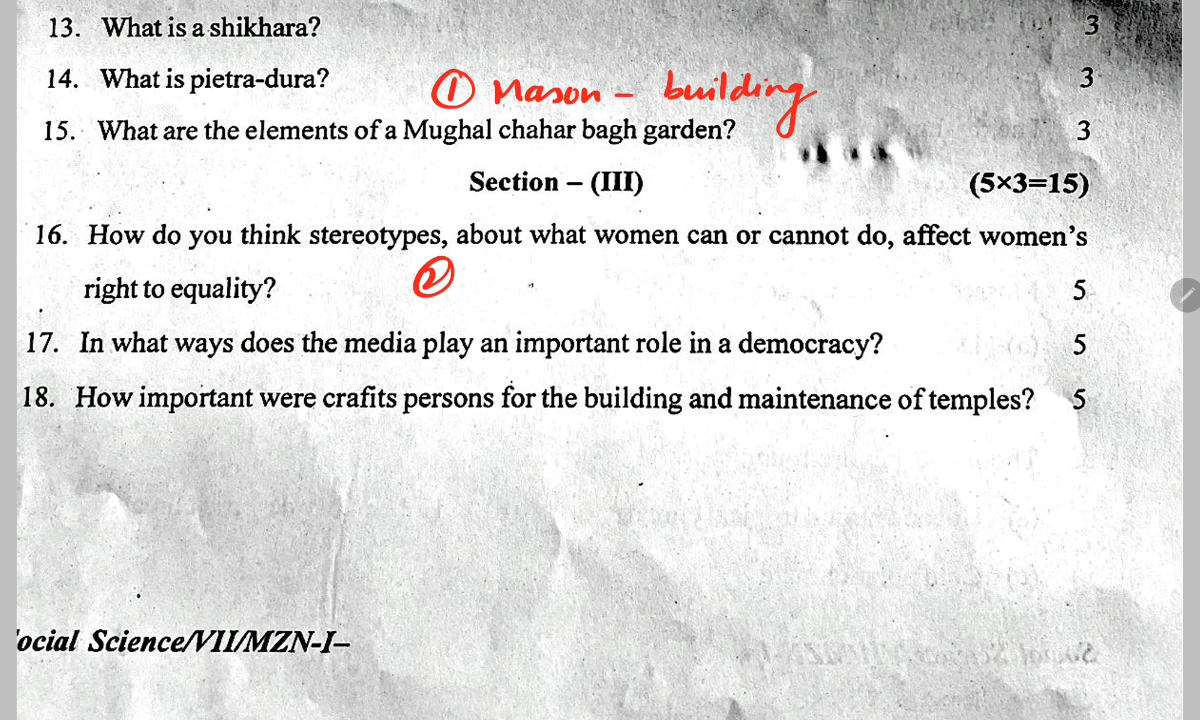 13. What is a shikhara? 3
14. What is pietra-dura? 3
① Mason – building
15. What are the elements of a Mughal chahar bagh garden? 3
Section – (III) (5×3=15)
16. How do you think stereotypes, about what women can or cannot do, affect women's
right to equality? 5
②
17. In what ways does the media play an important role in a democracy? 5
18. How important were crafits persons for the building and maintenance of temples? 5
ocial Science/VII/MZN-I–